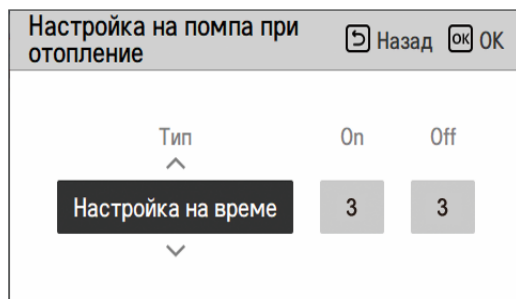 Настройка на помпа при
отопление
Назад OK OK
Тип On Off
Настройка на време 3 3